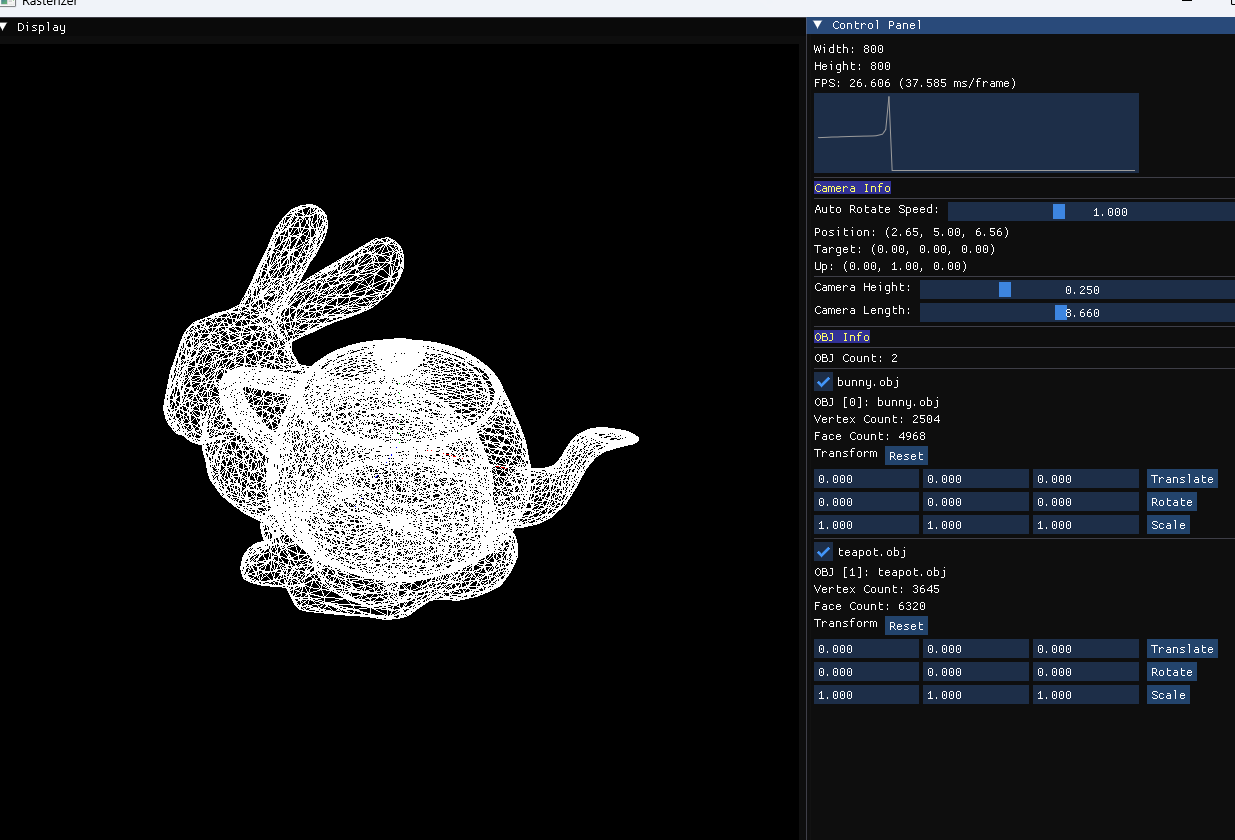 Rasterizer
Display
Control Panel
Width: 800
Height: 800
FPS: 26.606 (37.585 ms/frame)
Camera Info
Auto Rotate Speed: 1.000
Position: (2.65, 5.00, 6.56)
Target: (0.00, 0.00, 0.00)
Up: (0.00, 1.00, 0.00)
Camera Height: 0.250
Camera Length: 8.660
OBJ Info
OBJ Count: 2
bunny.obj
OBJ [0]: bunny.obj
Vertex Count: 2504
Face Count: 4968
Transform Reset
0.000 0.000 0.000 Translate
0.000 0.000 0.000 Rotate
1.000 1.000 1.000 Scale
teapot.obj
OBJ [1]: teapot.obj
Vertex Count: 3645
Face Count: 6320
Transform Reset
0.000 0.000 0.000 Translate
0.000 0.000 0.000 Rotate
1.000 1.000 1.000 Scale